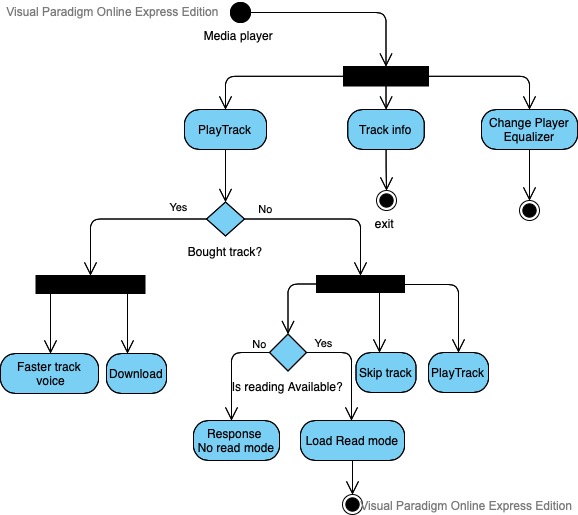 Visual Paradigm Online Express Edition
Media player
PlayTrack
Track info
Change Player
Equalizer
exit
Yes
No
Bought track?
No
Yes
Faster track
voice
Download
Skip track
PlayTrack
Is reading Available?
Response
No read mode
Load Read mode
Visual Paradigm Online Express Edition